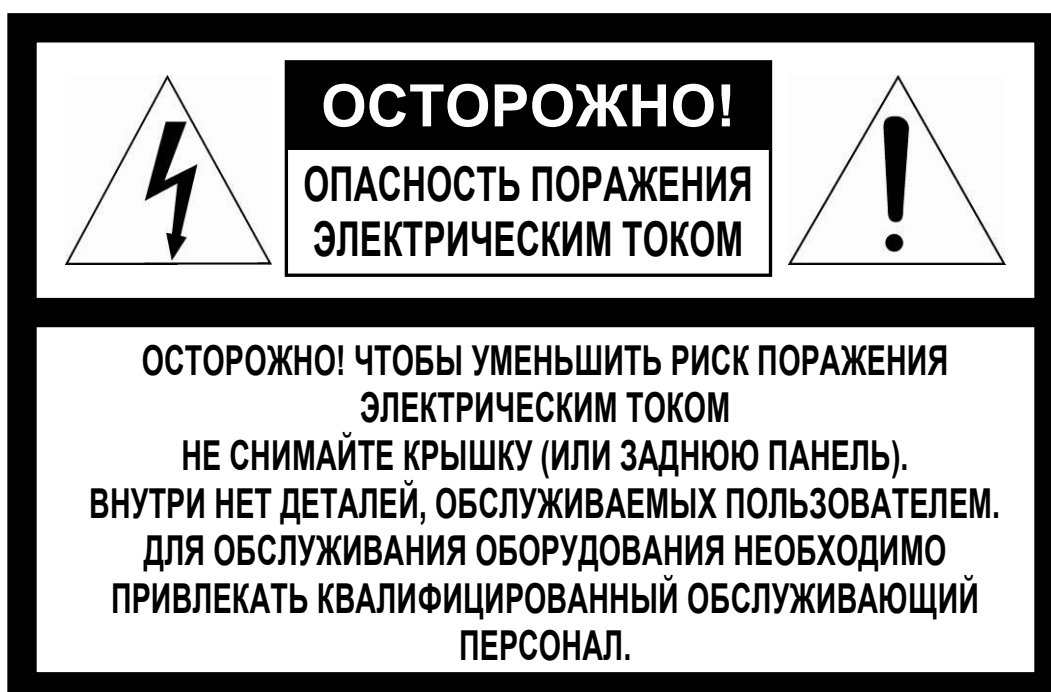 ОСТОРОЖНО!
ОПАСНОСТЬ ПОРАЖЕНИЯ
ЭЛЕКТРИЧЕСКИМ ТОКОМ
ОСТОРОЖНО! ЧТОБЫ УМЕНЬШИТЬ РИСК ПОРАЖЕНИЯ
ЭЛЕКТРИЧЕСКИМ ТОКОМ
НЕ СНИМАЙТЕ КРЫШКУ (ИЛИ ЗАДНЮЮ ПАНЕЛЬ).
ВНУТРИ НЕТ ДЕТАЛЕЙ, ОБСЛУЖИВАЕМЫХ ПОЛЬЗОВАТЕЛЕМ.
ДЛЯ ОБСЛУЖИВАНИЯ ОБОРУДОВАНИЯ НЕОБХОДИМО
ПРИВЛЕКАТЬ КВАЛИФИЦИРОВАННЫЙ ОБСЛУЖИВАЮЩИЙ
ПЕРСОНАЛ.